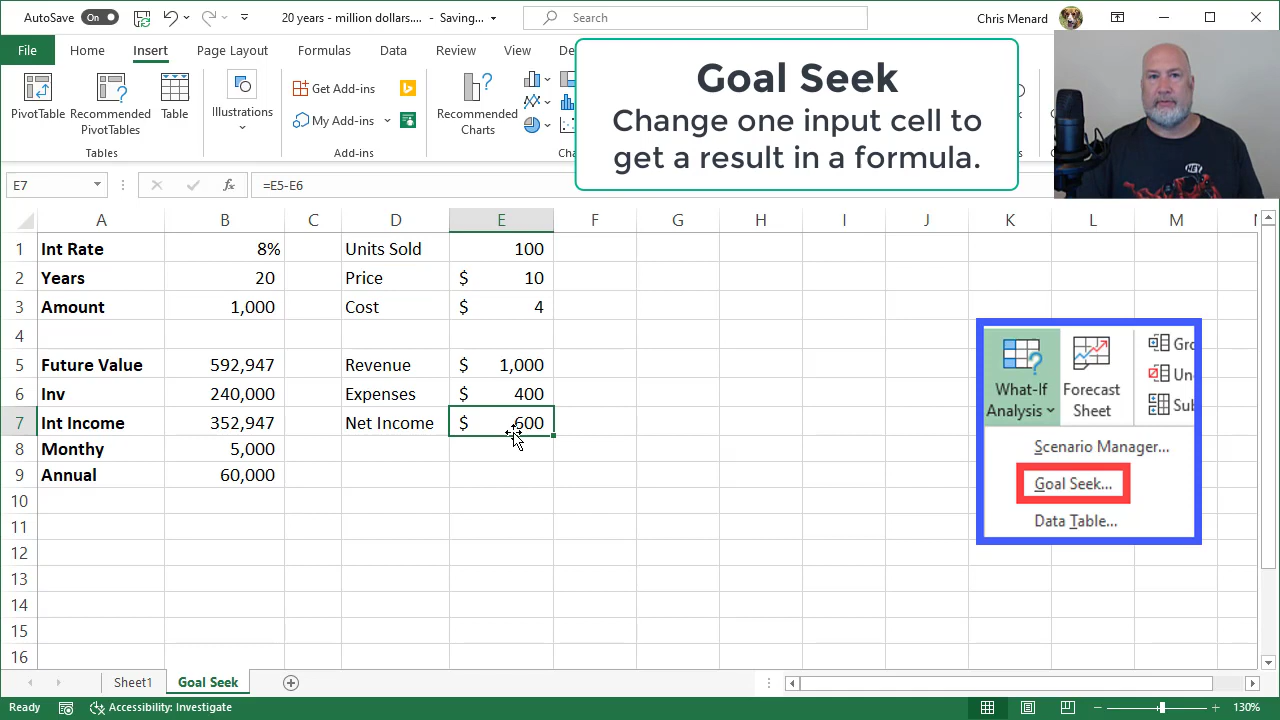 AutoSave On 20 years - million dollars.... - Saving... Search Chris Menard
File Home Insert Page Layout Formulas Data Review View De
Goal Seek
Change one input cell to
get a result in a formula.
PivotTable Recommended PivotTables Table
Tables
Illustrations
Get Add-ins
My Add-ins
Add-ins
Recommended Charts
E7 fx =E5-E6
A B C D E F G H I J K L M
1 Int Rate 8% Units Sold 100
2 Years 20 Price $ 10
3 Amount 1,000 Cost $ 4
4
5 Future Value 592,947 Revenue $ 1,000
6 Inv 240,000 Expenses $ 400
7 Int Income 352,947 Net Income $ 600
8 Monthy 5,000
9 Annual 60,000
10
11
12
13
14
15
16
What-If Analysis
Forecast Sheet
Gro
Un
Sub
Scenario Manager...
Goal Seek...
Data Table...
Sheet1 Goal Seek
Ready Accessibility: Investigate 130%